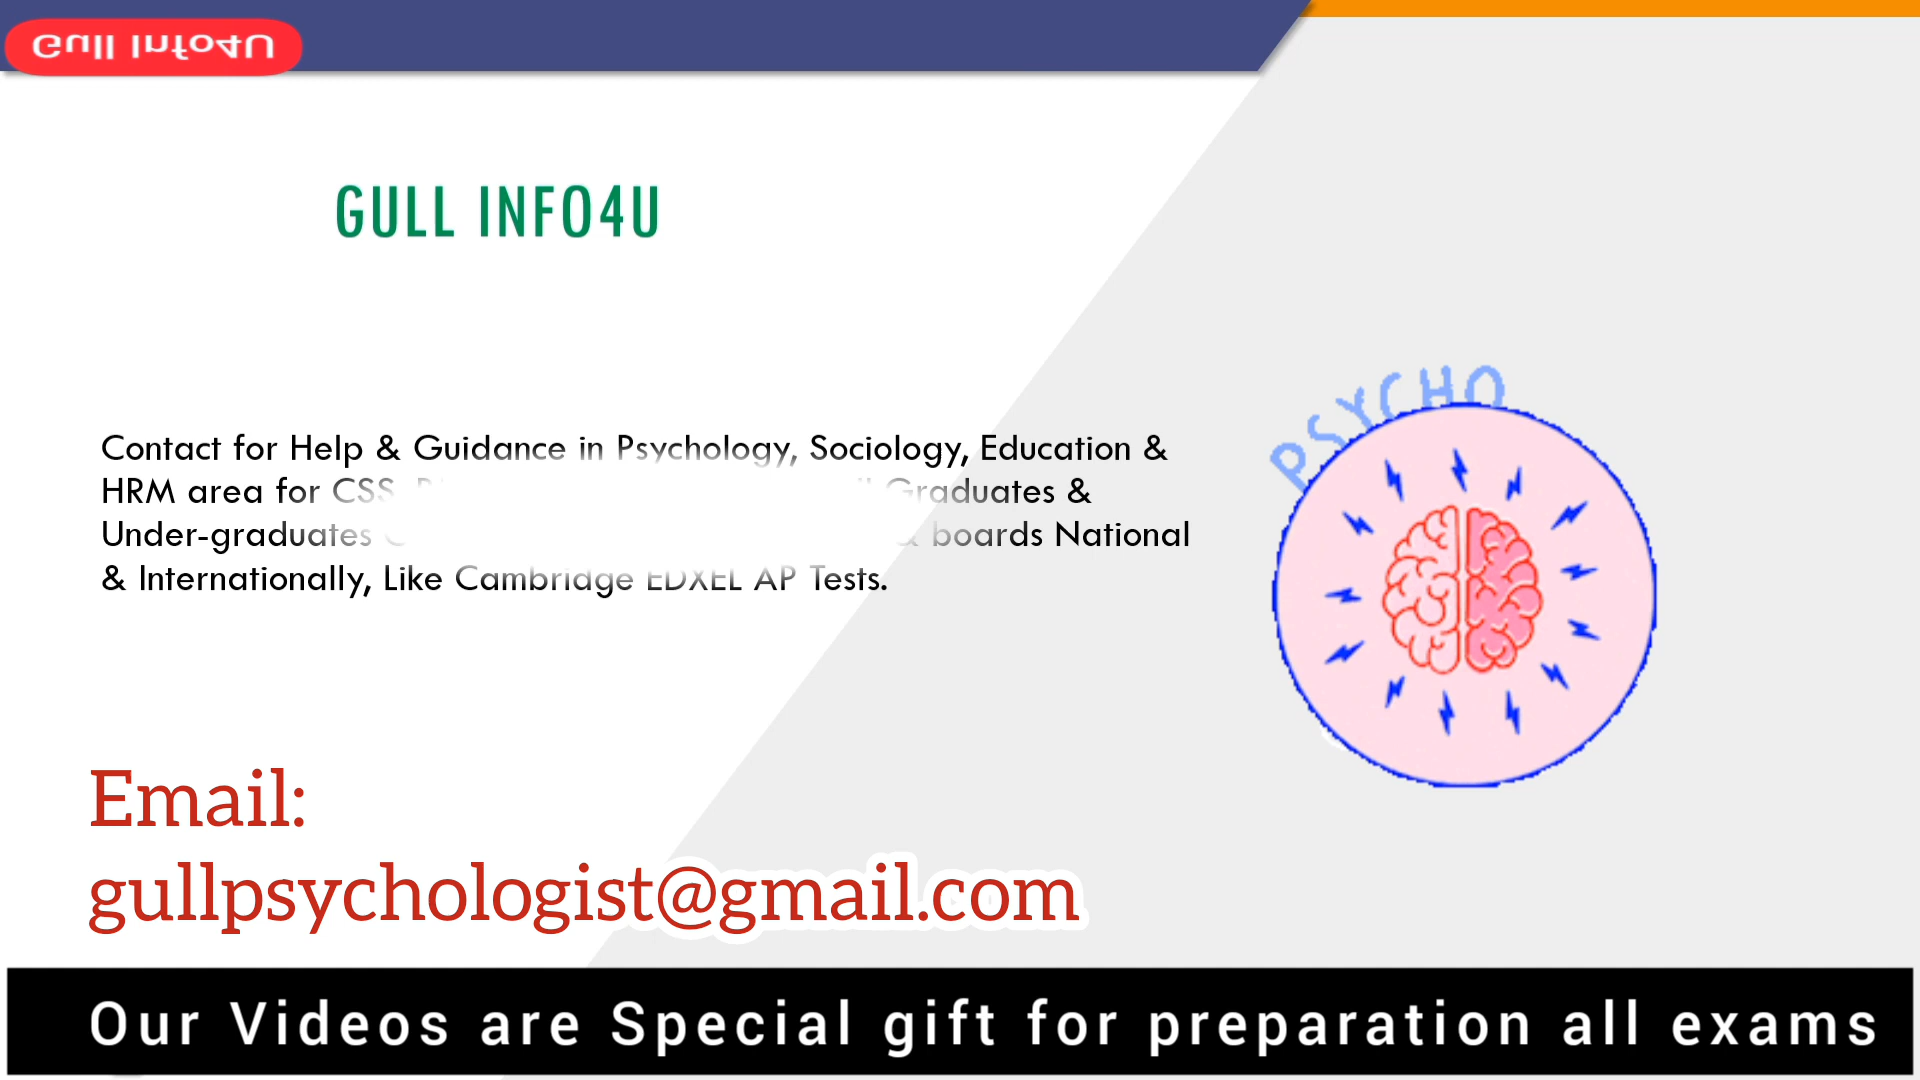 Gull Info4U
GULL INFO4U
PSYCHO
Contact for Help & Guidance in Psychology, Sociology, Education &
HRM area for CSS Graduates &
Under-graduates & boards National
& Internationally, Like Cambridge EDXEL AP Tests.
Email:
gullpsychologist@gmail.com
Our Videos are Special gift for preparation all exams